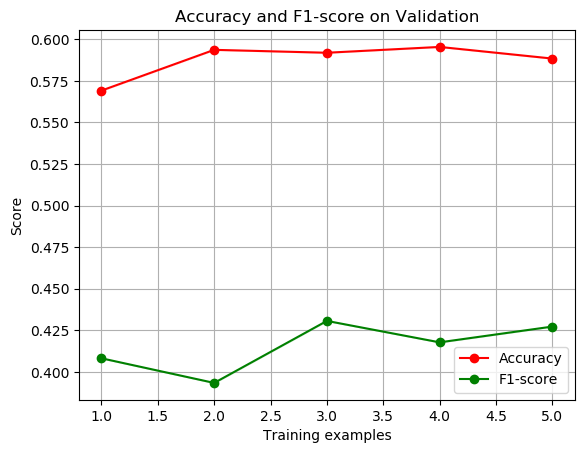 Accuracy and F1-score on Validation
0.600
0.575
0.550
0.525
0.500
0.475
0.450
0.425
0.400
Score
Accuracy
F1-score
1.0 1.5 2.0 2.5 3.0 3.5 4.0 4.5 5.0
Training examples